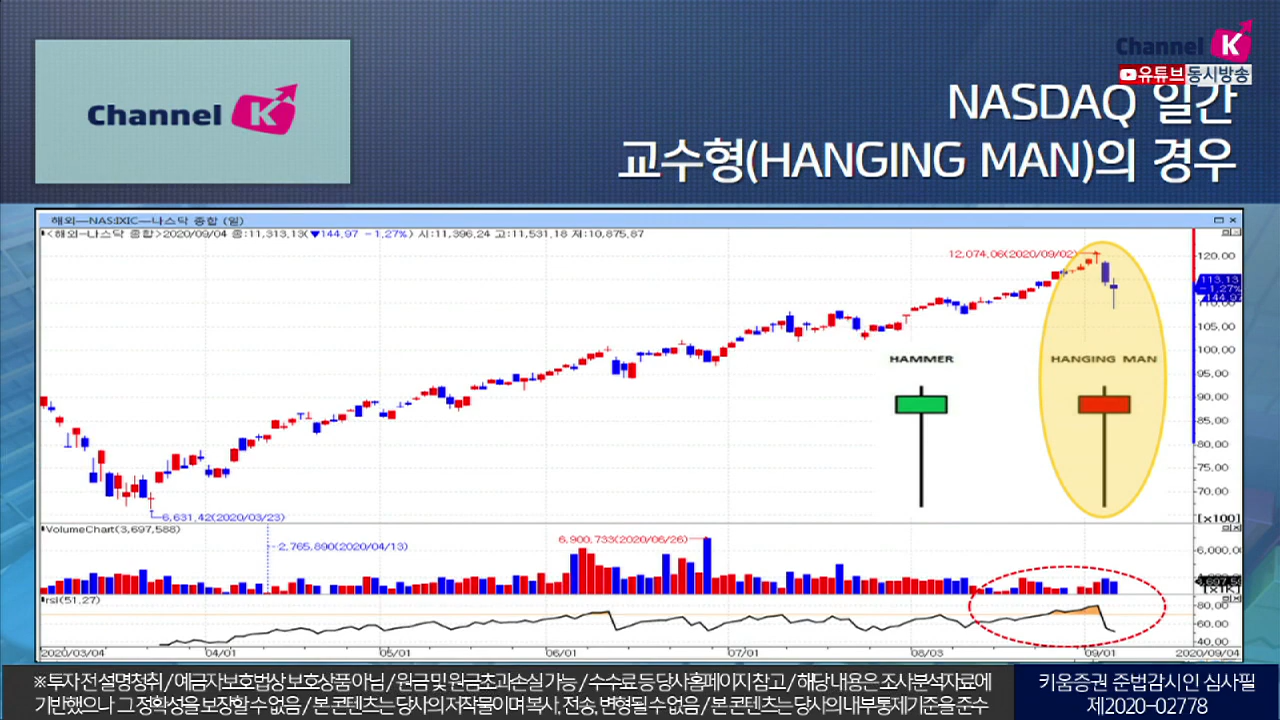 Channel K
Channel K
유튜브동시방송
NASDAQ 일간
교수형(HANGING MAN)의 경우
해외—NAS:IXIC—나스닥 종합 (일)
<해외-나스닥 종합>2020/09/04 종:11,313.13(▼144.97 -1.27%) 시:11,396.24 고:11,531.18 저:10,875.87
12,074.06(2020/09/02)
120.00
113.13
-1.27%
144.97
110.00
105.00
100.00
95.00
90.00
85.00
80.00
75.00
70.00
[x100]
HAMMER
HANGING MAN
6,631.42(2020/03/23)
VolumeChart(3,697,588)
2,765,890(2020/04/13)
6,900,733(2020/06/26)
6,000.00
[x1K]
rsi(51.27)
80.00
60.00
40.00
2020/03/04 04/01 05/01 06/01 07/01 08/03 09/01 2020/09/04
※ 투자 전 설명청취 / 예금자보호법상 보호상품 아님 / 원금 및 원금초과손실 가능 / 수수료 등 당사홈페이지 참고 / 해당 내용은 조사분석자료에
기반했으나 그 정확성을 보장할 수 없음 / 본 콘텐츠는 당사의 저작물이며 복사, 전송, 변형될 수 없음 / 본 콘텐츠는 당사의 내부통제기준을 준수
키움증권 준법감시인 심사필
제2020-02778